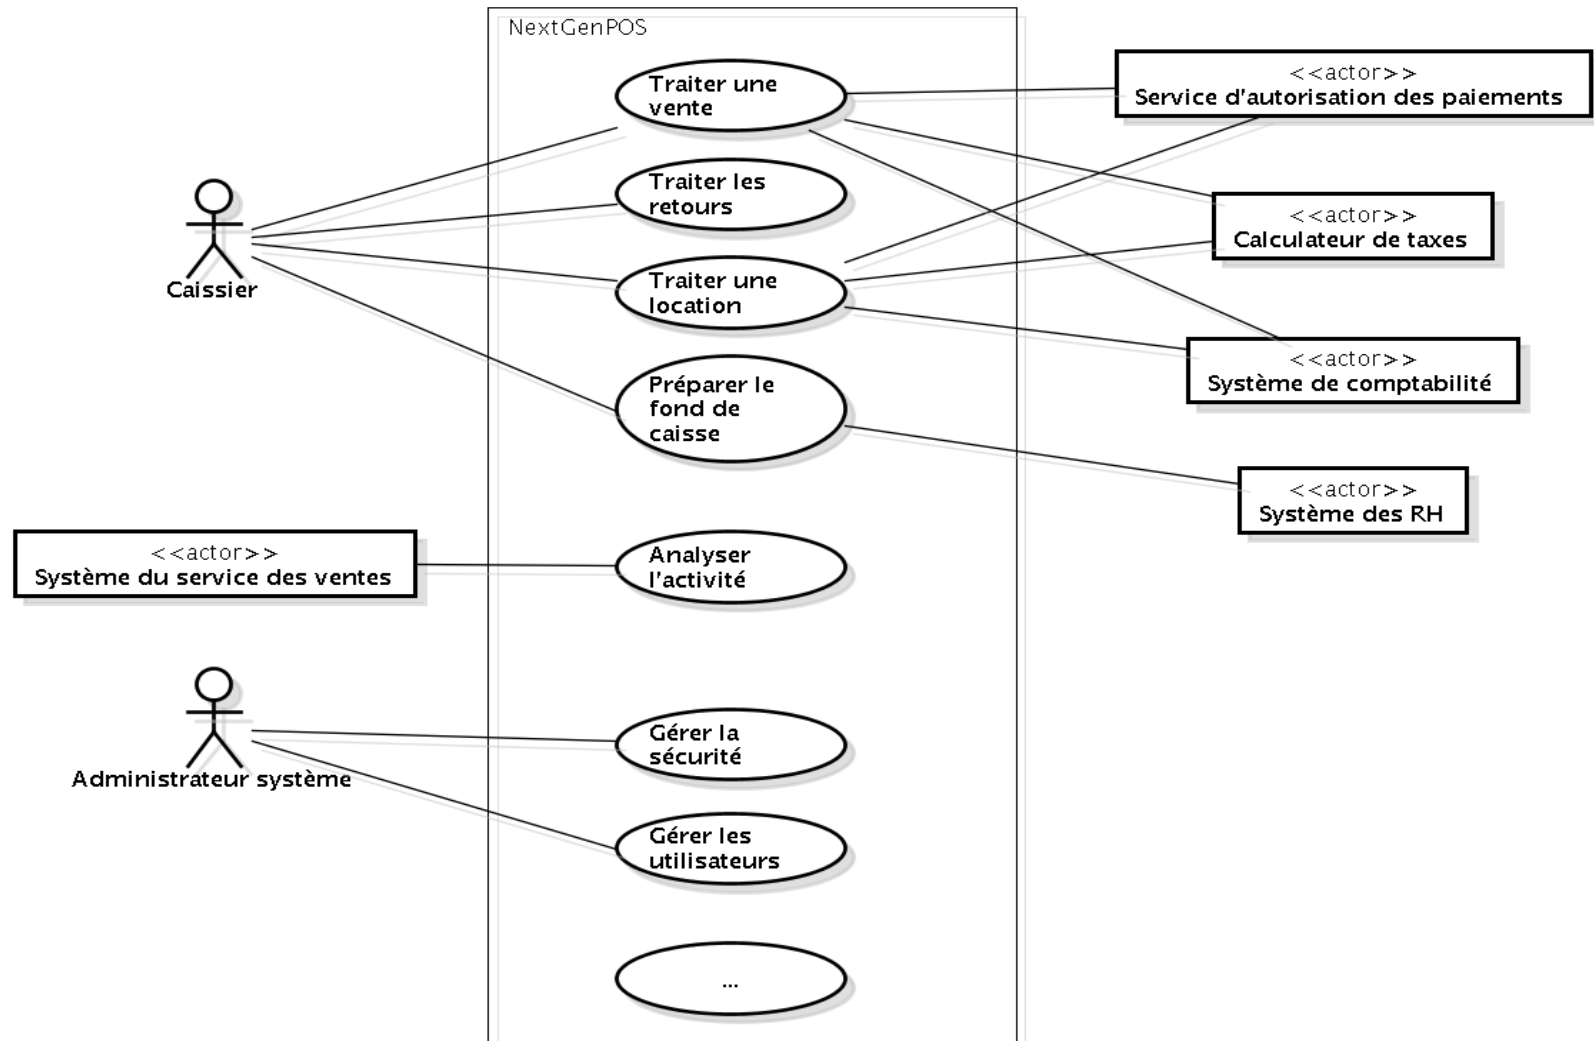 NextGenPOS
Traiter une
vente
<<actor>>
Service d'autorisation des paiements
Traiter les
retours
<<actor>>
Calculateur de taxes
Caissier
Traiter une
location
<<actor>>
Système de comptabilité
Préparer le
fond de
caisse
<<actor>>
Système des RH
<<actor>>
Système du service des ventes
Analyser
l'activité
Administrateur système
Gérer la
sécurité
Gérer les
utilisateurs
...